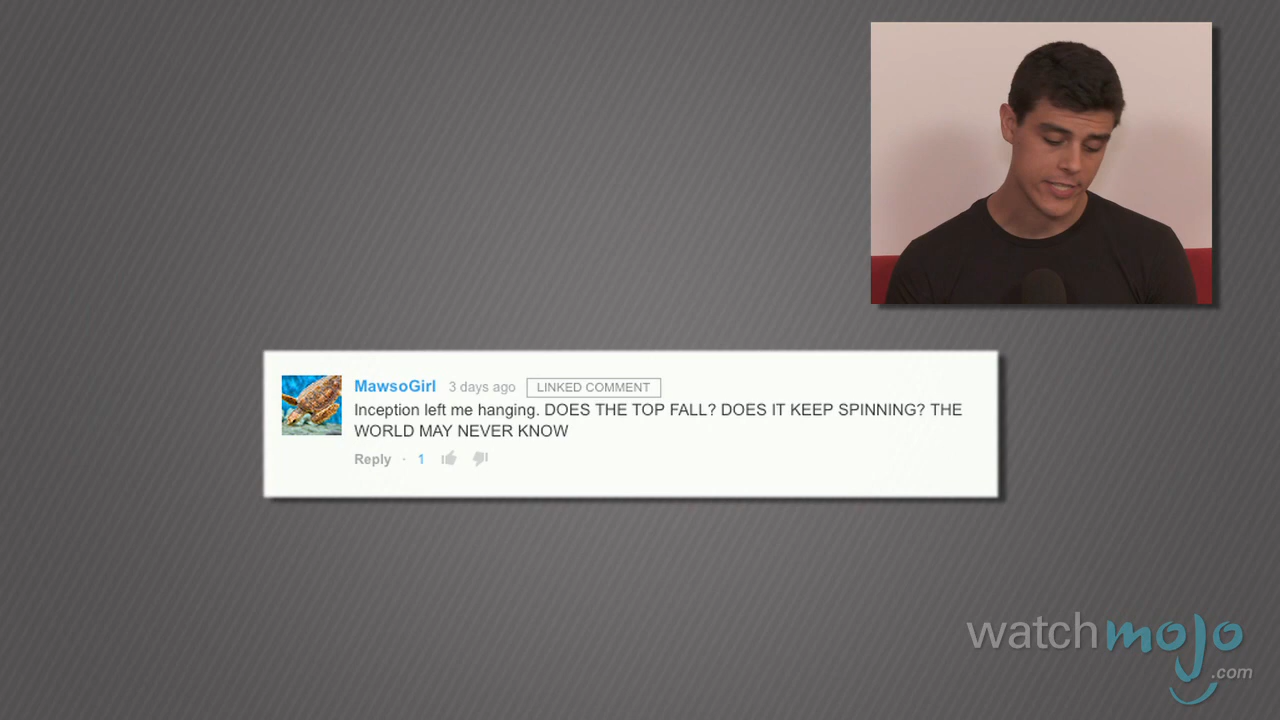 MawsoGirl 3 days ago LINKED COMMENT
Inception left me hanging. DOES THE TOP FALL? DOES IT KEEP SPINNING? THE
WORLD MAY NEVER KNOW
Reply · 1
watchmojo
.com